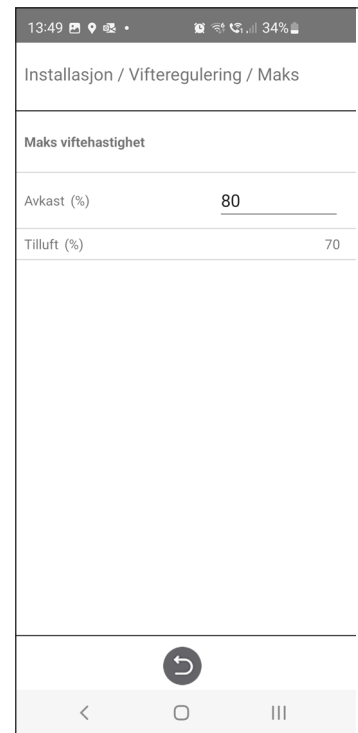 13:49 34%
Installasjon / Vifteregulering / Maks
Maks viftehastighet
Avkast (%) 80
Tilluft (%) 70